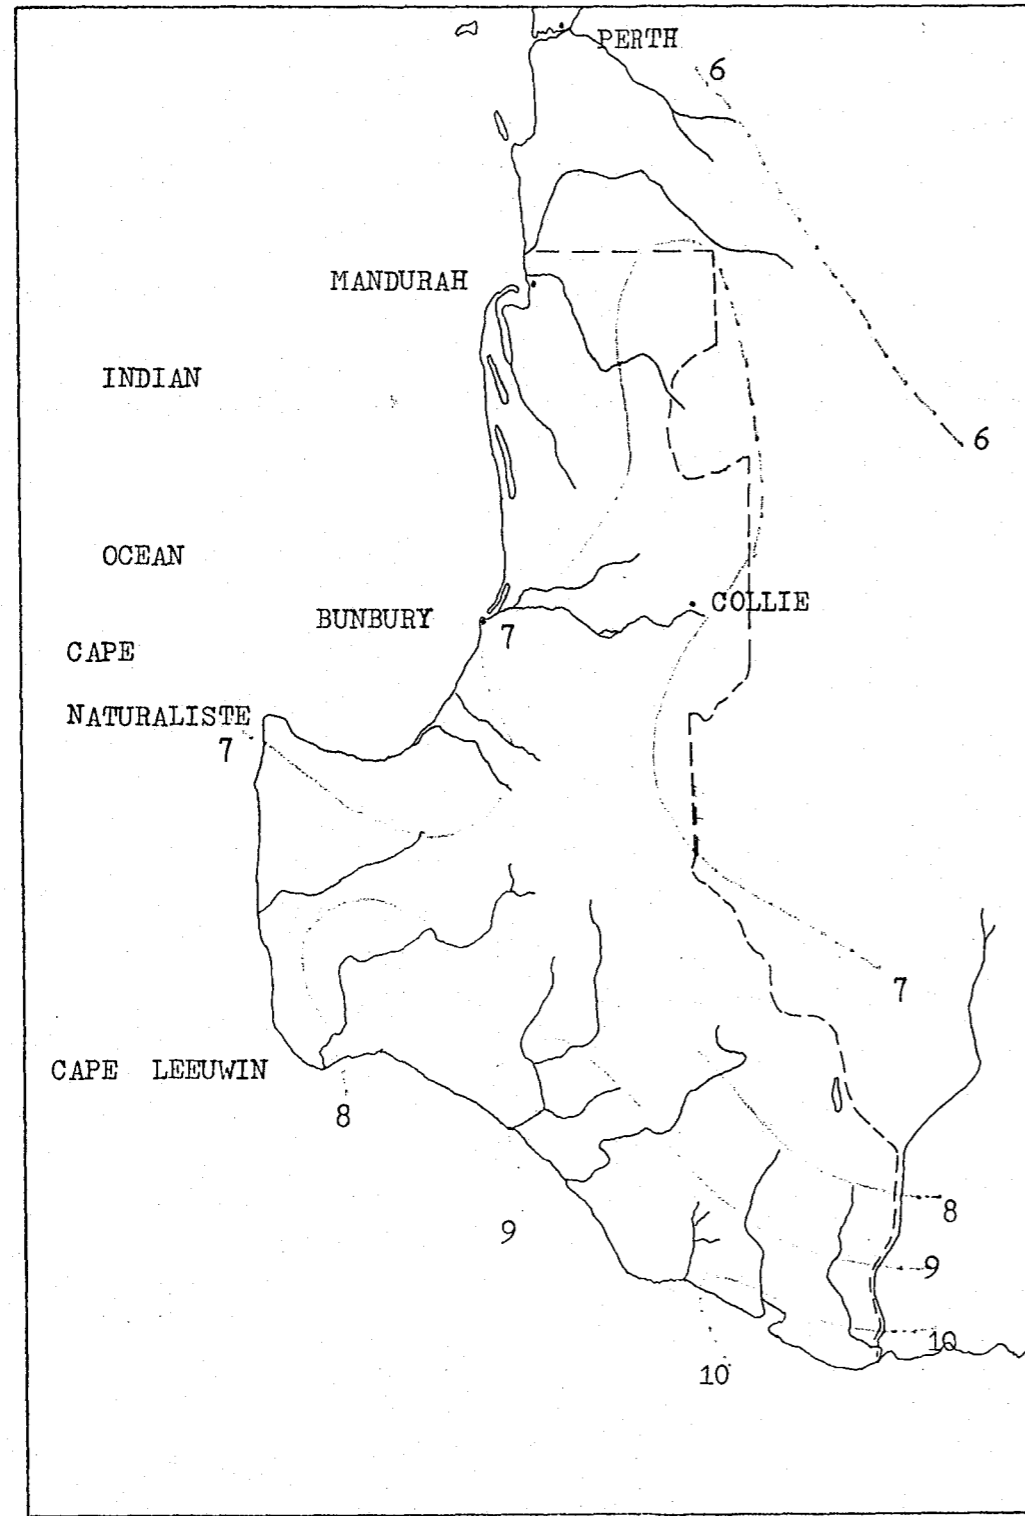 PERTH
6
MANDURAH
INDIAN
6
OCEAN
COLLIE
BUNBURY
7
CAPE
NATURALISTE
7
7
CAPE LEEUWIN
8
8
9
9
10
10